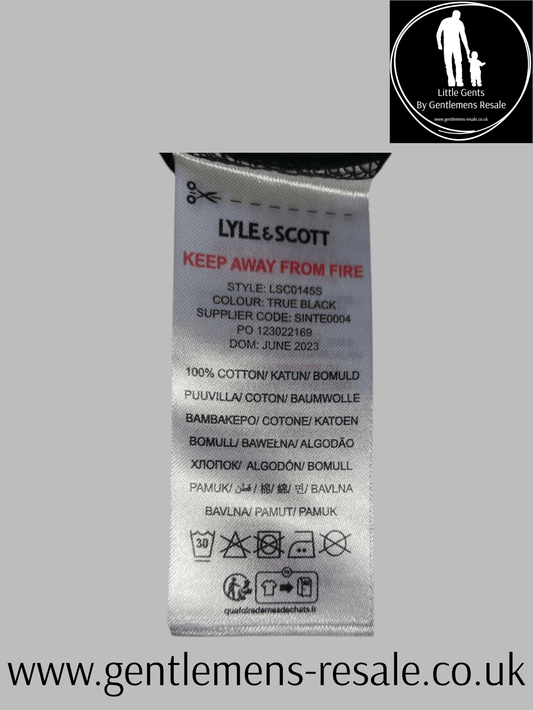 Little Gents
By Gentlemens Resale
www.gentlemens-resale.co.uk
LYLE & SCOTT
KEEP AWAY FROM FIRE
STYLE: LSC0145S
COLOUR: TRUE BLACK
SUPPLIER CODE: SINTE0004
PO 123022169
DOM: JUNE 2023
100% COTTON/ KATUN/ BOMULD
PUUVILLA/ COTON/ BAUMWOLLE
ΒΑΜΒΑΚΕΡΟ/ COTONE/ KATOEN
BOMULL/ BAWEŁNA/ ALGODÃO
ХЛОПОК/ ALGODÓN/ BOMULL
PAMUK/ قطن/ 棉/ 綿/ 면/ BAVLNA
BAVLNA/ PAMUT/ PAMUK
30
FR
quefairedemesdechets.fr
www.gentlemens-resale.co.uk